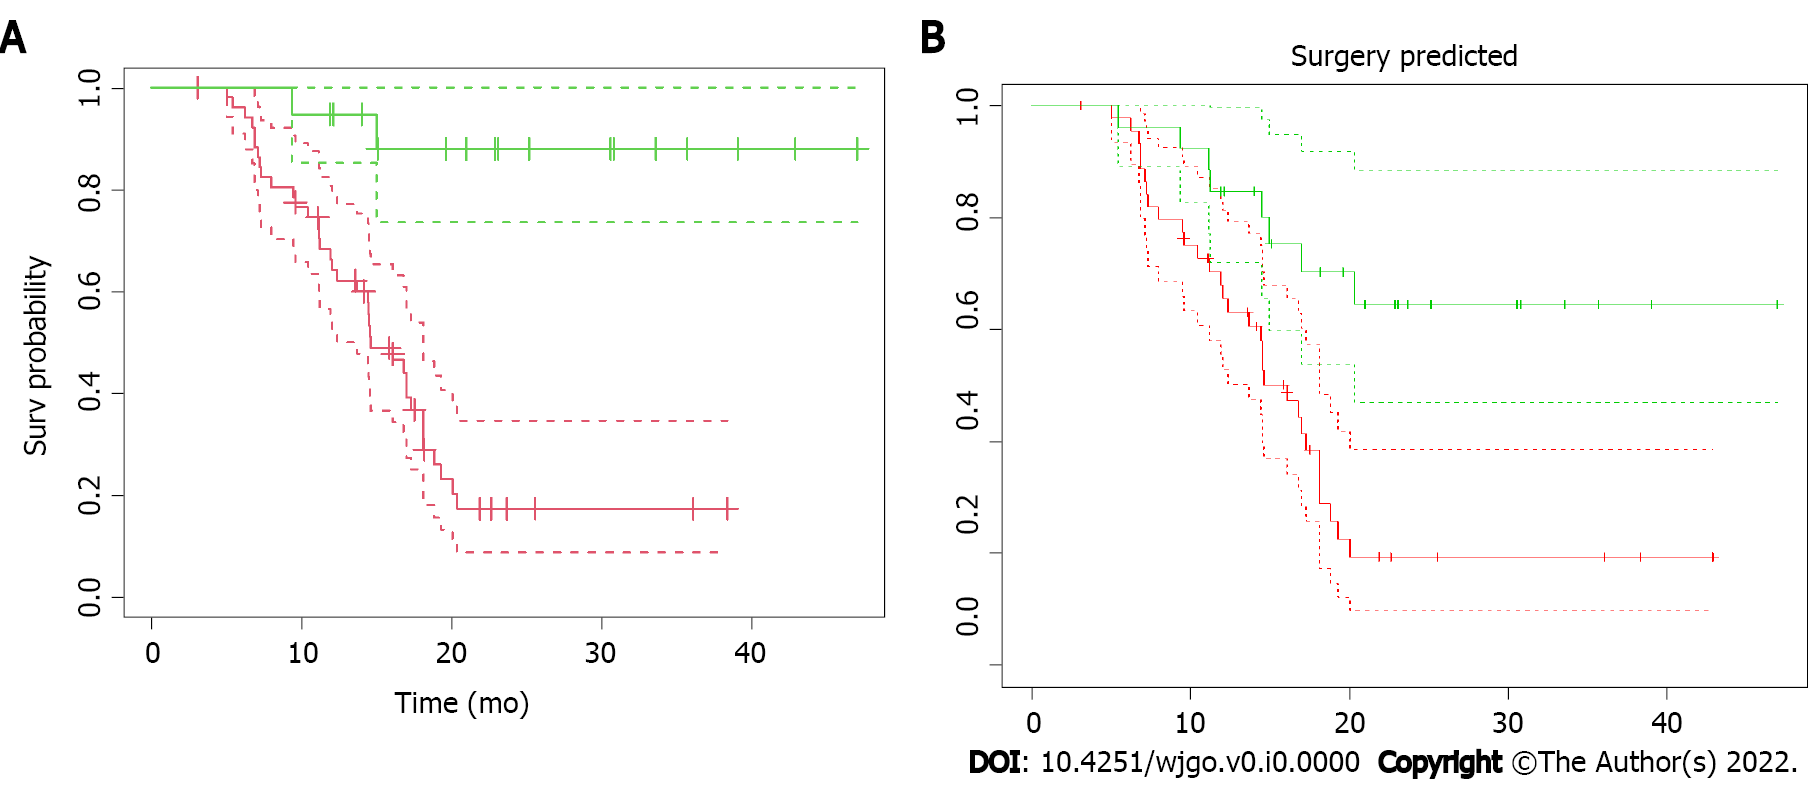 A
B
Surgery predicted
Surv probability
1.0
0.8
0.6
0.4
0.2
0.0
0 10 20 30 40
Time (mo)
1.0
0.8
0.6
0.4
0.2
0.0
0 10 20 30 40
DOI: 10.4251/wjgo.v0.i0.0000 Copyright ©The Author(s) 2022.